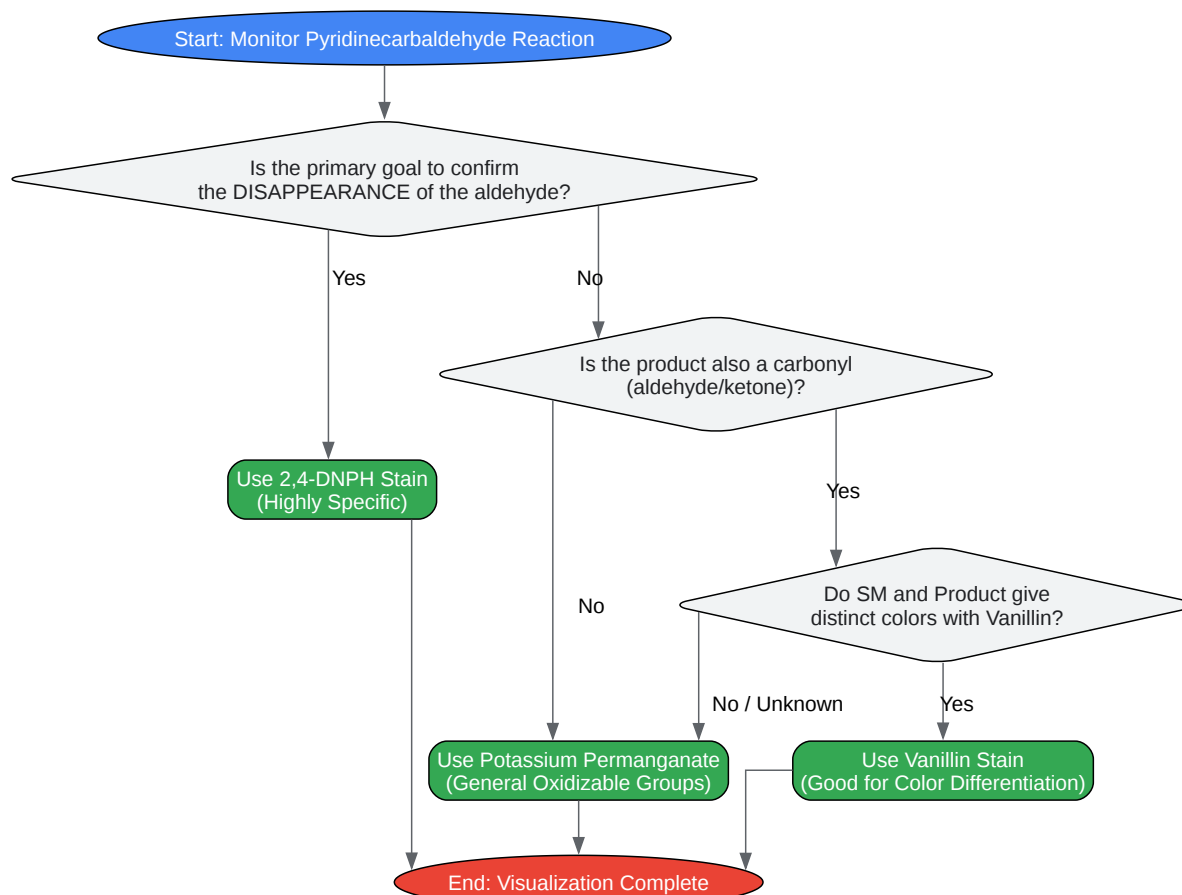 Start: Monitor Pyridinecarbaldehyde Reaction
Is the primary goal to confirm
the DISAPPEARANCE of the aldehyde?
Yes
No
Is the product also a carbonyl
(aldehyde/ketone)?
Use 2,4-DNPH Stain
(Highly Specific)
Yes
No
Do SM and Product give
distinct colors with Vanillin?
No / Unknown
Yes
Use Potassium Permanganate
(General Oxidizable Groups)
Use Vanillin Stain
(Good for Color Differentiation)
End: Visualization Complete